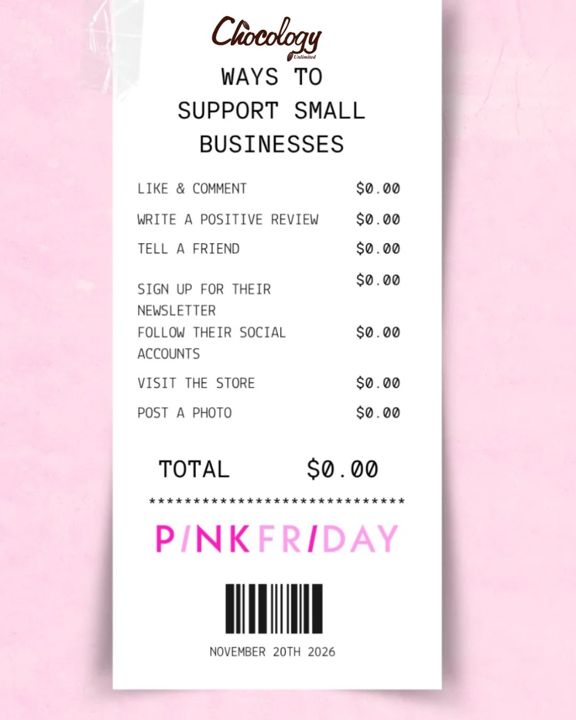 Chocology
Unlimited
WAYS TO
SUPPORT SMALL
BUSINESSES
LIKE & COMMENT $0.00
WRITE A POSITIVE REVIEW $0.00
TELL A FRIEND $0.00
SIGN UP FOR THEIR $0.00
NEWSLETTER
FOLLOW THEIR SOCIAL $0.00
ACCOUNTS
VISIT THE STORE $0.00
POST A PHOTO $0.00
TOTAL $0.00
******************************
PINKFRIDAY
NOVEMBER 20TH 2026